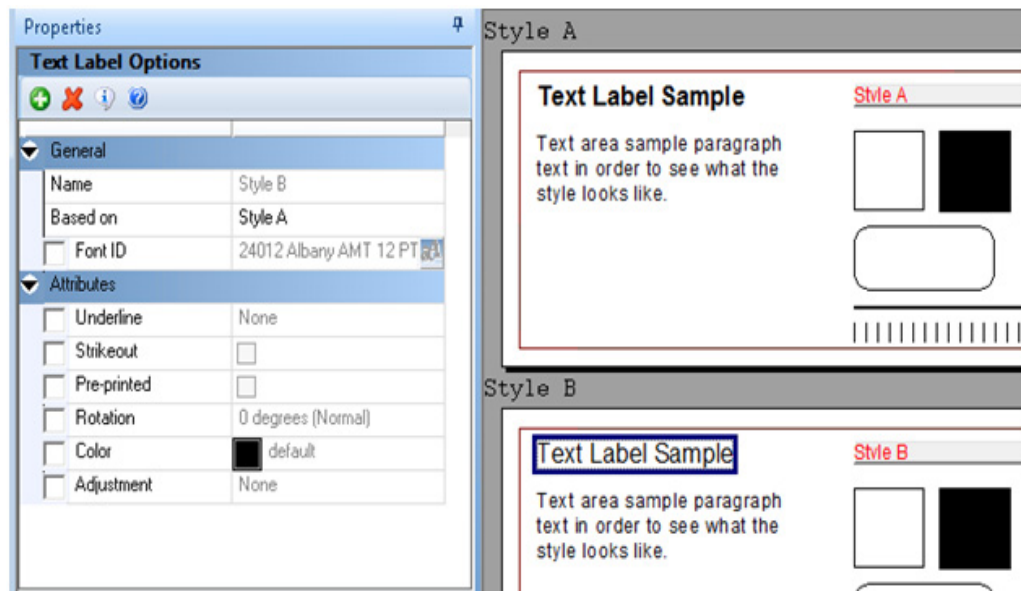 Properties
Text Label Options
General
Name Style B
Based on Style A
Font ID 24012 Albany AMT 12 PT
Attributes
Underline None
Strikeout
Pre-printed
Rotation 0 degrees (Normal)
Color default
Adjustment None
Style A
Text Label Sample
Style A
Text area sample paragraph
text in order to see what the
style looks like.
Style B
Text Label Sample
Style B
Text area sample paragraph
text in order to see what the
style looks like.